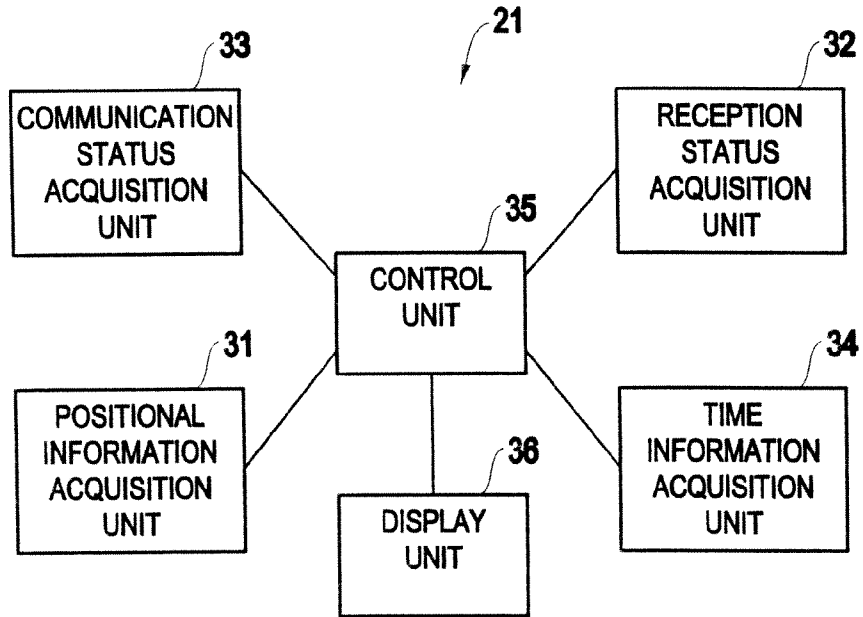 21
33
COMMUNICATION
STATUS
ACQUISITION
UNIT
32
RECEPTION
STATUS
ACQUISITION
UNIT
35
CONTROL
UNIT
31
POSITIONAL
INFORMATION
ACQUISITION
UNIT
34
TIME
INFORMATION
ACQUISITION
UNIT
36
DISPLAY
UNIT